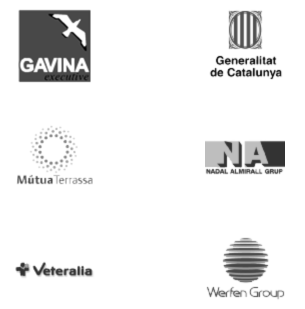 GAVINA
executive
Generalitat
de Catalunya
MútuaTerrassa
NA
NADAL ALMIRALL GRUP
Veteralia
Werfen Group